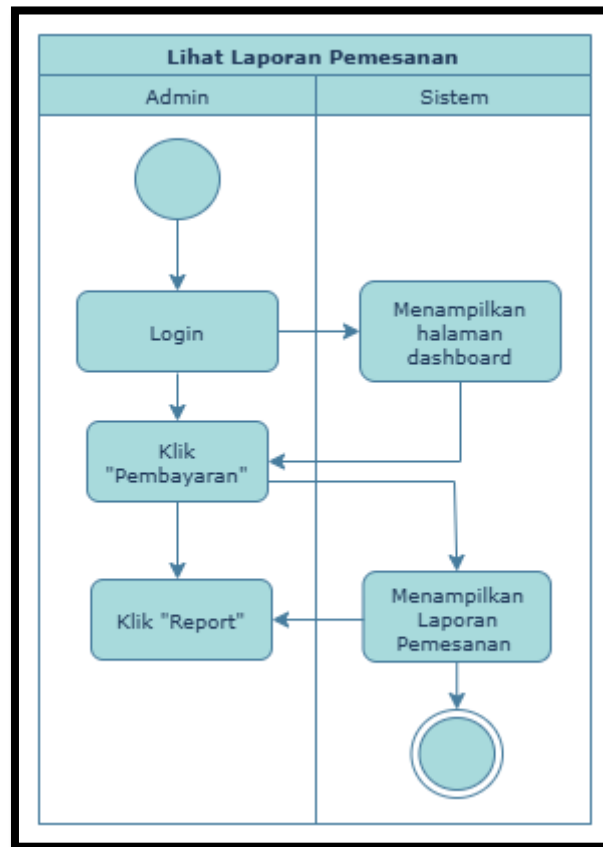 Lihat Laporan Pemesanan
Admin
Sistem
Login
Menampilkan
halaman
dashboard
Klik
"Pembayaran"
Klik "Report"
Menampilkan
Laporan
Pemesanan